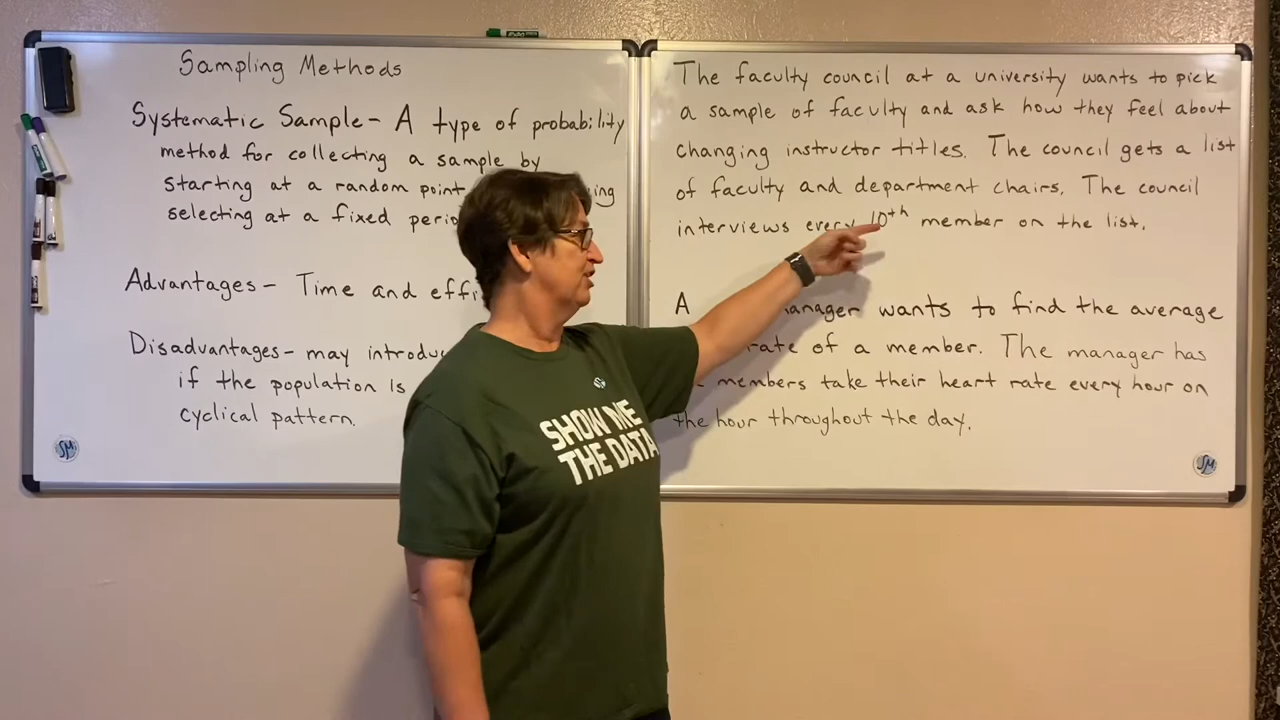 Sampling Methods
Systematic Sample- A type of probability
method for collecting a sample by
starting at a random point
selecting at a fixed
Advantages- Time and
Disadvantages- may
if the population is
cyclical pattern.
The faculty council at a university wants to pick
a sample of faculty and ask how they feel about
changing instructor titles. The council gets a list
of faculty and department chairs. The council
interviews every 10th member on the list.
A manager wants to find the average
rate of a member. The manager has
members take their heart rate every hour on
the hour throughout the day.
SHOW ME
THE DATA
SM
SM
EXPO